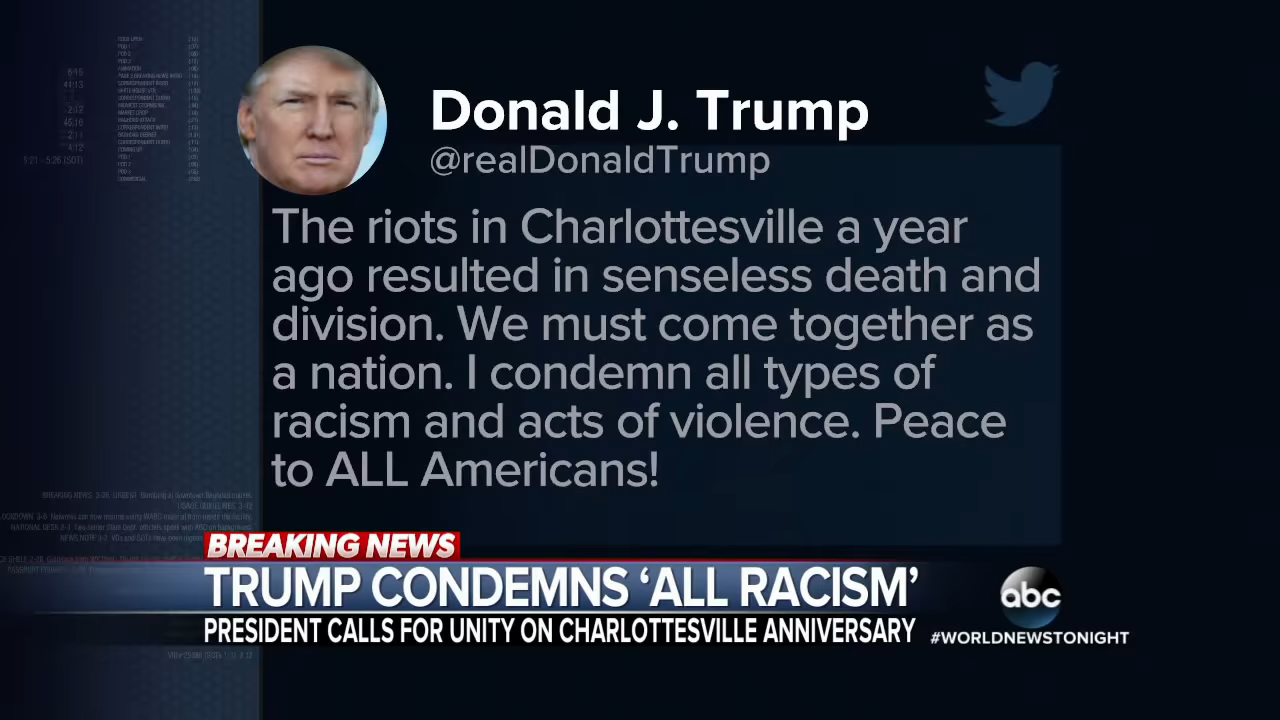 Donald J. Trump
@realDonaldTrump
The riots in Charlottesville a year
ago resulted in senseless death and
division. We must come together as
a nation. I condemn all types of
racism and acts of violence. Peace
to ALL Americans!
BREAKING NEWS
TRUMP CONDEMNS ‘ALL RACISM’
PRESIDENT CALLS FOR UNITY ON CHARLOTTESVILLE ANNIVERSARY
abc
#WORLDNEWSTONIGHT